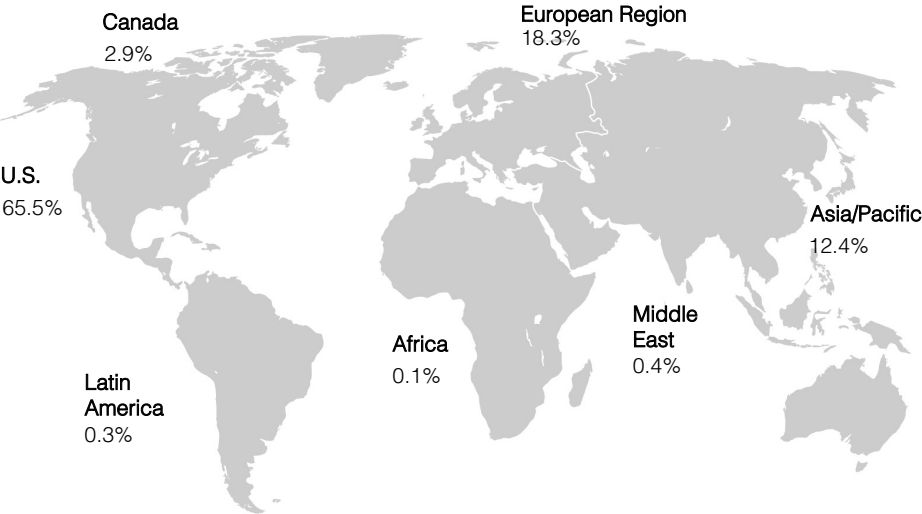 Canada
2.9%
European Region
18.3%
U.S.
65.5%
Asia/Pacific
12.4%
Middle
East
0.4%
Africa
0.1%
Latin
America
0.3%